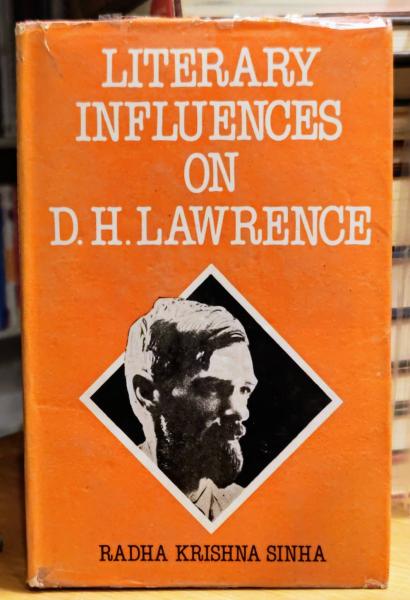 LITERARY
INFLUENCES
ON
D.H. LAWRENCE
RADHA KRISHNA SINHA